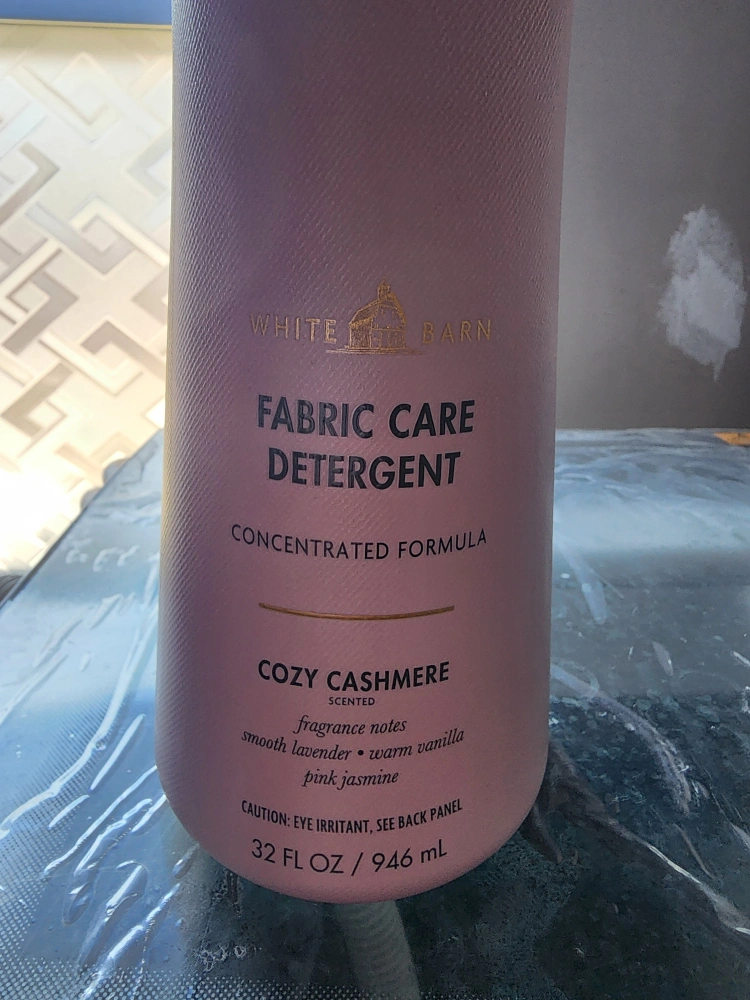 WHITE BARN
FABRIC CARE
DETERGENT
CONCENTRATED FORMULA
COZY CASHMERE
SCENTED
fragrance notes
smooth lavender • warm vanilla
pink jasmine
CAUTION: EYE IRRITANT, SEE BACK PANEL
32 FL OZ / 946 mL